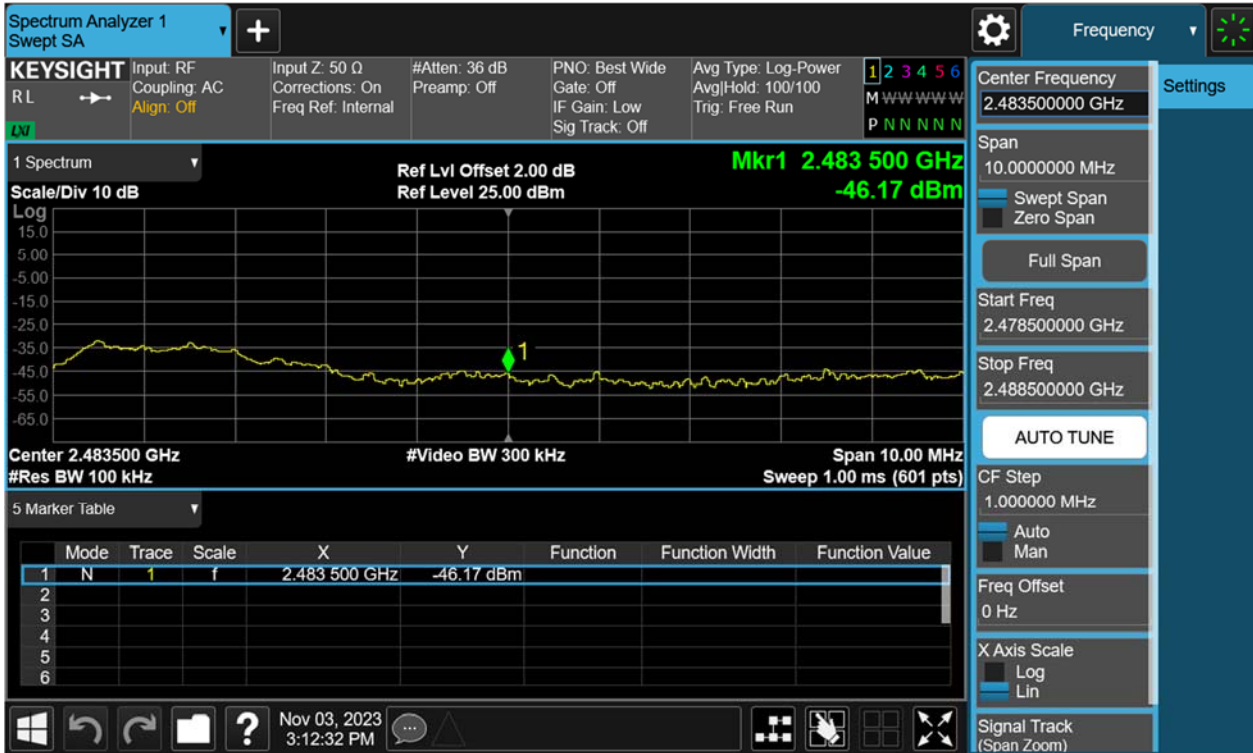 Spectrum Analyzer 1
Swept SA
+
Frequency
KEYSIGHT
RL
LXI
Input: RF
Coupling: AC
Align: Off
Input Z: 50 Ω
Corrections: On
Freq Ref: Internal
#Atten: 36 dB
Preamp: Off
PNO: Best Wide
Gate: Off
IF Gain: Low
Sig Track: Off
Avg Type: Log-Power
Avg|Hold: 100/100
Trig: Free Run
1 2 3 4 5 6
M W W W W W
P N N N N N
1 Spectrum
Scale/Div 10 dB
Ref Lvl Offset 2.00 dB
Ref Level 25.00 dBm
Mkr1 2.483 500 GHz
-46.17 dBm
Log
15.0
5.00
-5.00
-15.0
-25.0
-35.0
-45.0
-55.0
-65.0
1
Center 2.483500 GHz
#Video BW 300 kHz
Span 10.00 MHz
#Res BW 100 kHz
Sweep 1.00 ms (601 pts)
5 Marker Table
Mode Trace Scale X Y Function Function Width Function Value
1 N 1 f 2.483 500 GHz -46.17 dBm
2
3
4
5
6
?
Nov 03, 2023
3:12:32 PM
Center Frequency
2.483500000 GHz
Span
10.0000000 MHz
Swept Span
Zero Span
Full Span
Start Freq
2.478500000 GHz
Stop Freq
2.488500000 GHz
AUTO TUNE
CF Step
1.000000 MHz
Auto
Man
Freq Offset
0 Hz
X Axis Scale
Log
Lin
Signal Track
(Span Zoom)
Settings